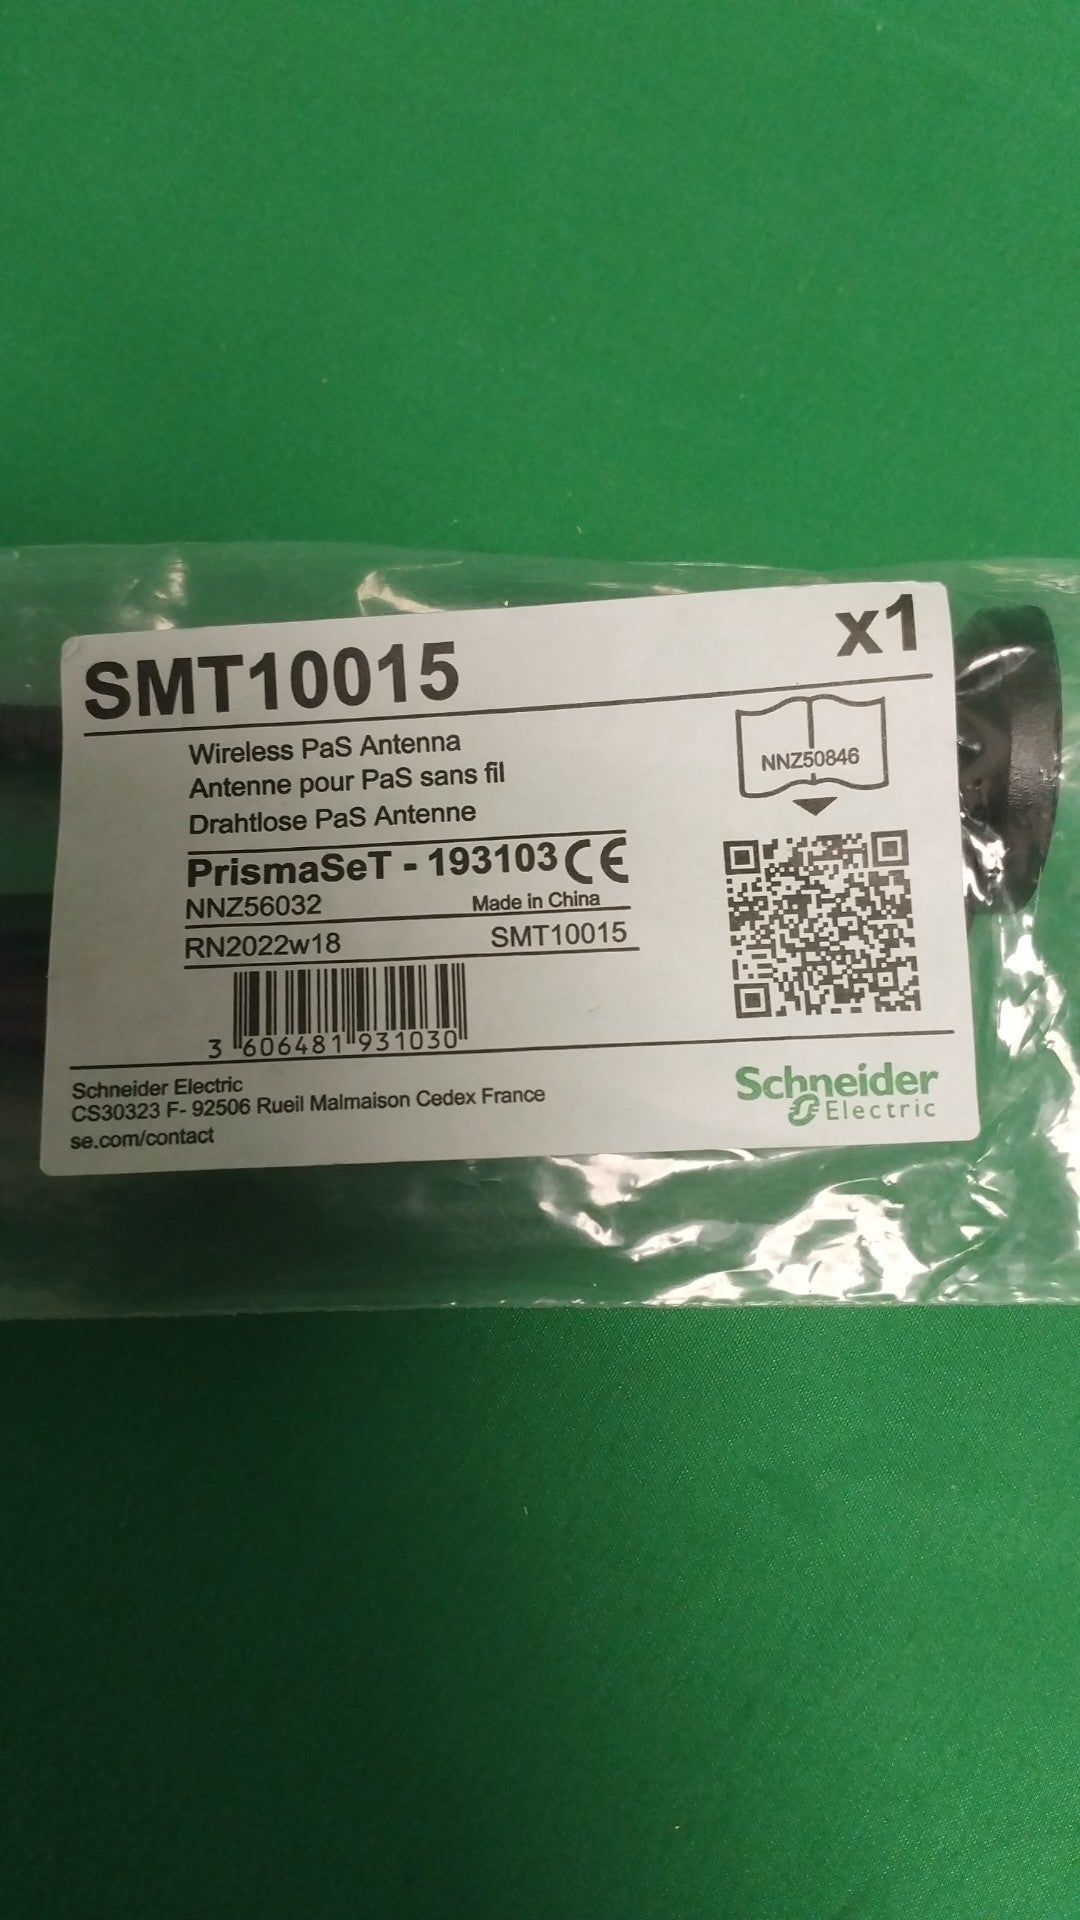 SMT10015 x1
Wireless PaS Antenna
Antenne pour PaS sans fil
Drahtlose PaS Antenne
NNZ50846
PrismaSeT - 193103 CE
NNZ56032 Made in China
RN2022w18 SMT10015
3 606481 931030
Schneider Electric
CS30323 F- 92506 Rueil Malmaison Cedex France
se.com/contact
Schneider
Electric